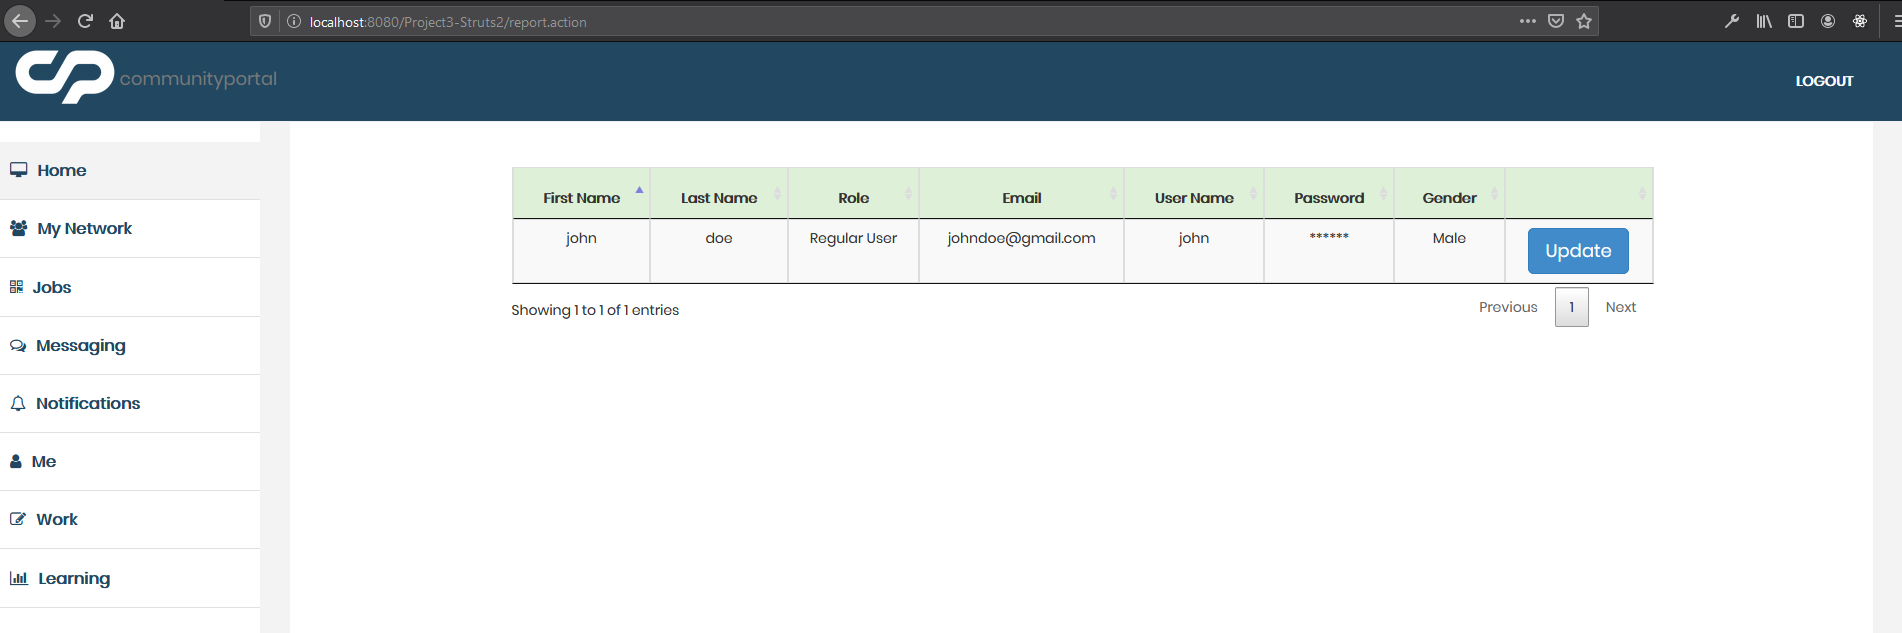 localhost:8080/Project3-Struts2/report.action
communityportal
LOGOUT
Home
My Network
Jobs
Messaging
Notifications
Me
Work
Learning
First Name Last Name Role Email User Name Password Gender
john doe Regular User johndoe@gmail.com john ****** Male Update
Showing 1 to 1 of 1 entries
Previous 1 Next